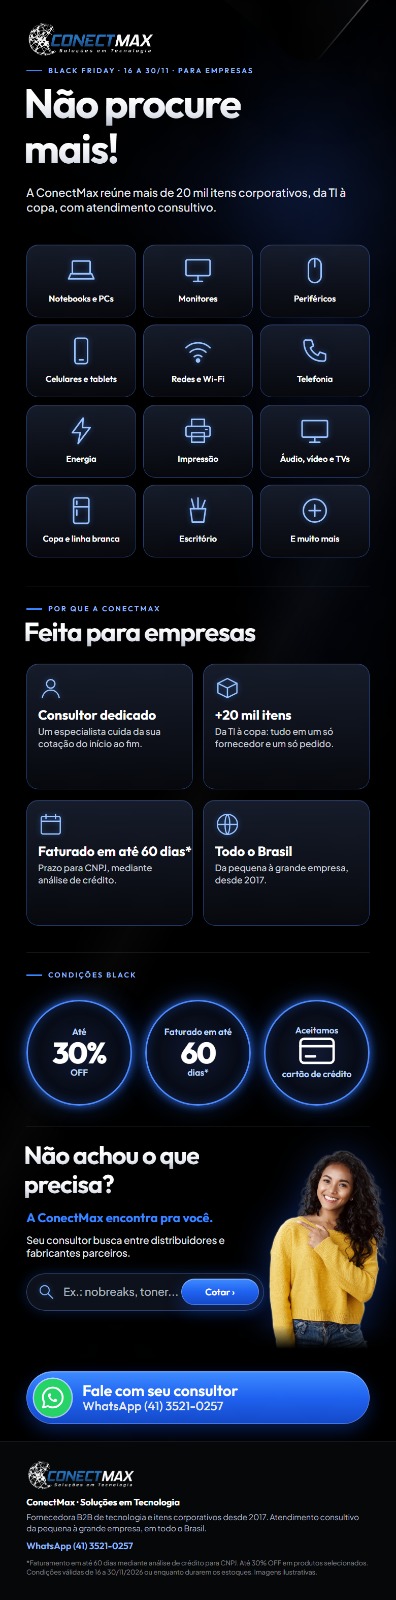 CONECTMAX
Soluções em Tecnologia
BLACK FRIDAY · 16 A 30/11 · PARA EMPRESAS
Não procure
mais!
A ConectMax reúne mais de 20 mil itens corporativos, da TI à
copa, com atendimento consultivo.
Notebooks e PCs
Monitores
Periféricos
Celulares e tablets
Redes e Wi-Fi
Telefonia
Energia
Impressão
Áudio, vídeo e TVs
Copa e linha branca
Escritório
E muito mais
POR QUE A CONECTMAX
Feita para empresas
Consultor dedicado
Um especialista cuida da sua
cotação do início ao fim.
+20 mil itens
Da TI à copa: tudo em um só
fornecedor e um só pedido.
Faturado em até 60 dias*
Prazo para CNPJ, mediante
análise de crédito.
Todo o Brasil
Da pequena à grande empresa,
desde 2017.
CONDIÇÕES BLACK
Até
30%
OFF
Faturado em até
60
dias*
Aceitamos
cartão de crédito
Não achou o que
precisa?
A ConectMax encontra pra você.
Seu consultor busca entre distribuidores e
fabricantes parceiros.
Ex.: nobreaks, toner...
Cotar ›
Fale com seu consultor
WhatsApp (41) 3521-0257
CONECTMAX
Soluções em Tecnologia
ConectMax · Soluções em Tecnologia
Fornecedora B2B de tecnologia e itens corporativos desde 2017. Atendimento consultivo
da pequena à grande empresa, em todo o Brasil.
WhatsApp (41) 3521-0257
*Faturamento em até 60 dias mediante análise de crédito para CNPJ. Até 30% OFF em produtos selecionados.
Condições válidas de 16 a 30/11/2026 ou enquanto durarem os estoques. Imagens ilustrativas.